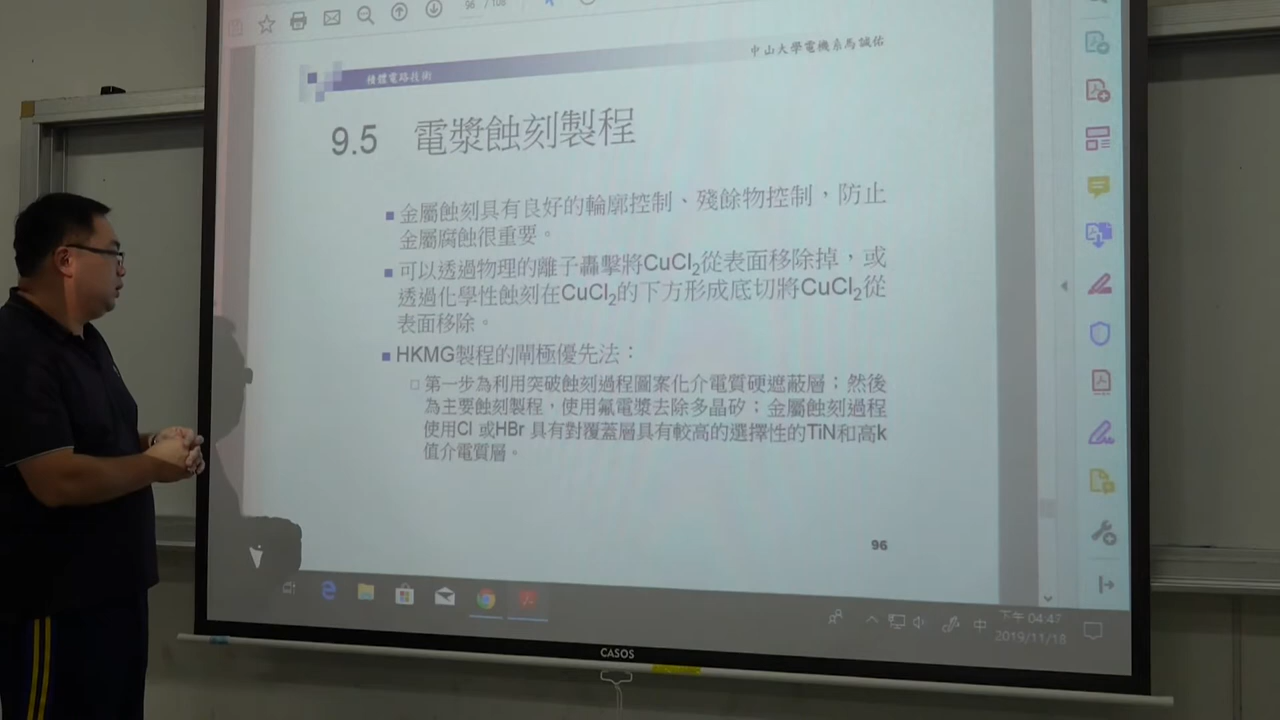 96 / 108
積體電路技術
中山大學電機系馬誠佑
9.5 電漿蝕刻製程
■ 金屬蝕刻具有良好的輪廓控制、殘餘物控制，防止
金屬腐蝕很重要。
■ 可以透過物理的離子轟擊將CuCl₂從表面移除掉，或
透過化學性蝕刻在CuCl₂的下方形成底切將CuCl₂從
表面移除。
■ HKMG製程的閘極優先法：
□ 第一步為利用突破蝕刻過程圖案化介電質硬遮蔽層；然後
為主要蝕刻製程，使用氟電漿去除多晶矽；金屬蝕刻過程
使用Cl 或HBr 具有對覆蓋層具有較高的選擇性的TiN和高k
值介電質層。
96
中
下午 04:47
2019/11/18
CASOS